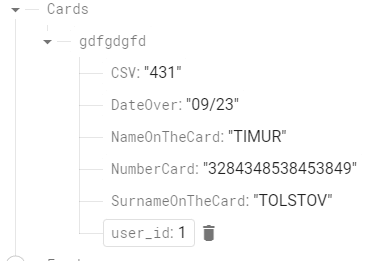 Cards
gdfgdgfd
CSV: "431"
DateOver: "09/23"
NameOnTheCard: "TIMUR"
NumberCard: "3284348538453849"
SurnameOnTheCard: "TOLSTOV"
user_id: 1